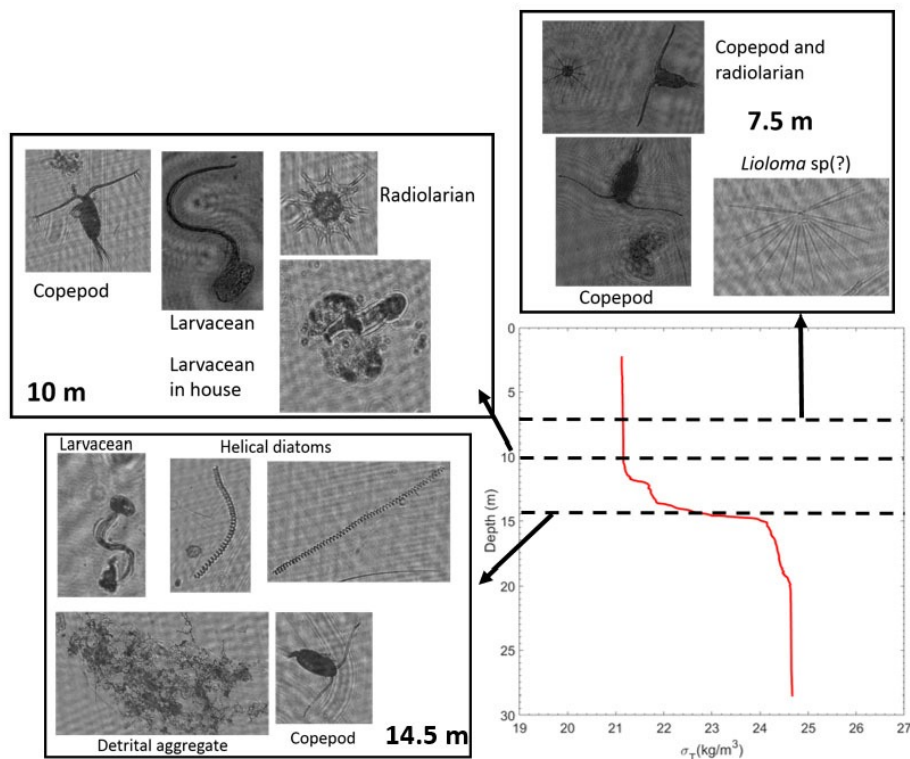 Copepod and
radiolarian
7.5 m
Lioloma sp(?)
Copepod
Radiolarian
Copepod
Larvacean
Larvacean
in house
10 m
Larvacean
Helical diatoms
Detrital aggregate
Copepod
14.5 m
0
5
10
15
20
25
30
Depth (m)
19 20 21 22 23 24 25 26 27
σT(kg/m³)